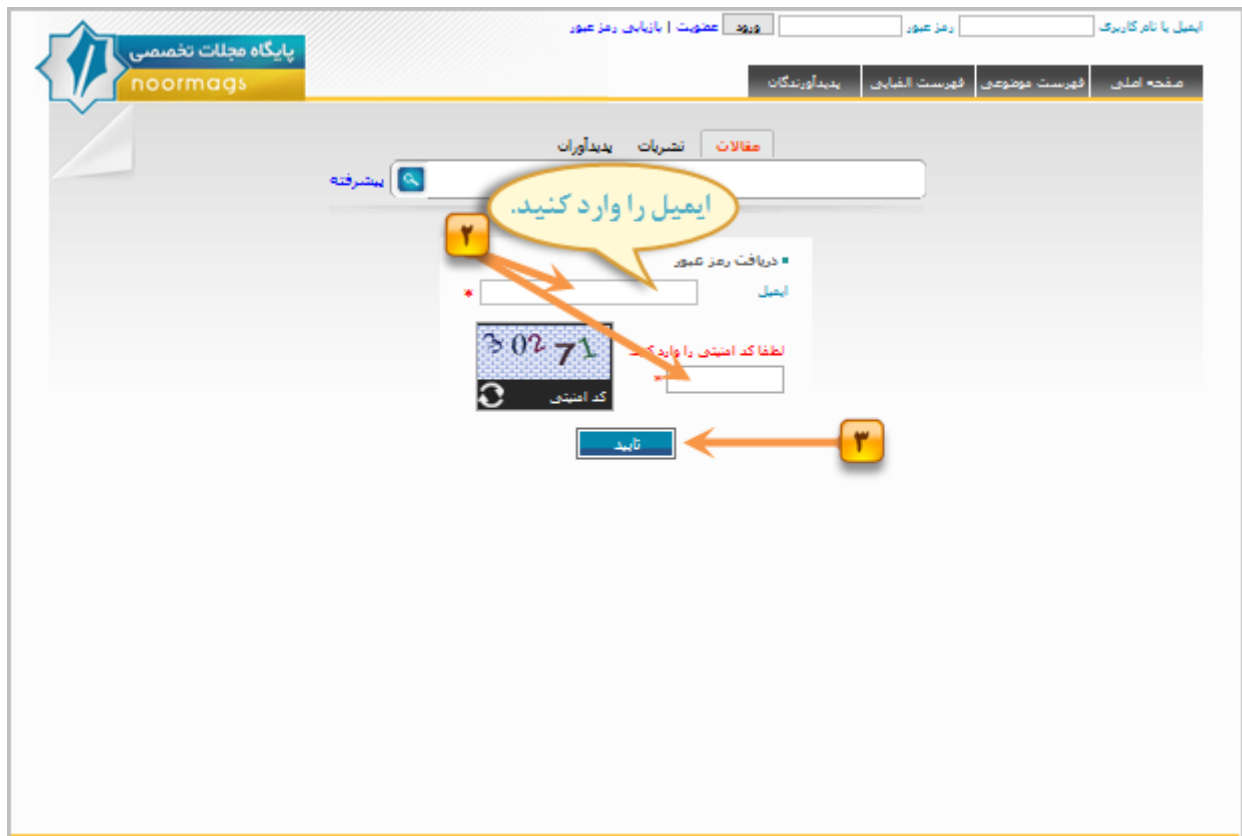 ایمیل یا نام کاربری رمز عبور ورود عضویت | بازیابی رمز عبور
پایگاه مجلات تخصصی
noormags
صفحه اصلی فهرست موضوعی فهرست الفبایی پدیدآورندگان
مقالات نشریات پدیدآوران
پیشرفته
ایمیل را وارد کنید.
۲
دریافت رمز عبور
ایمیل *
لطفا کد امنیتی را وارد کنید
*
30271
کد امنیتی
تایید
۳